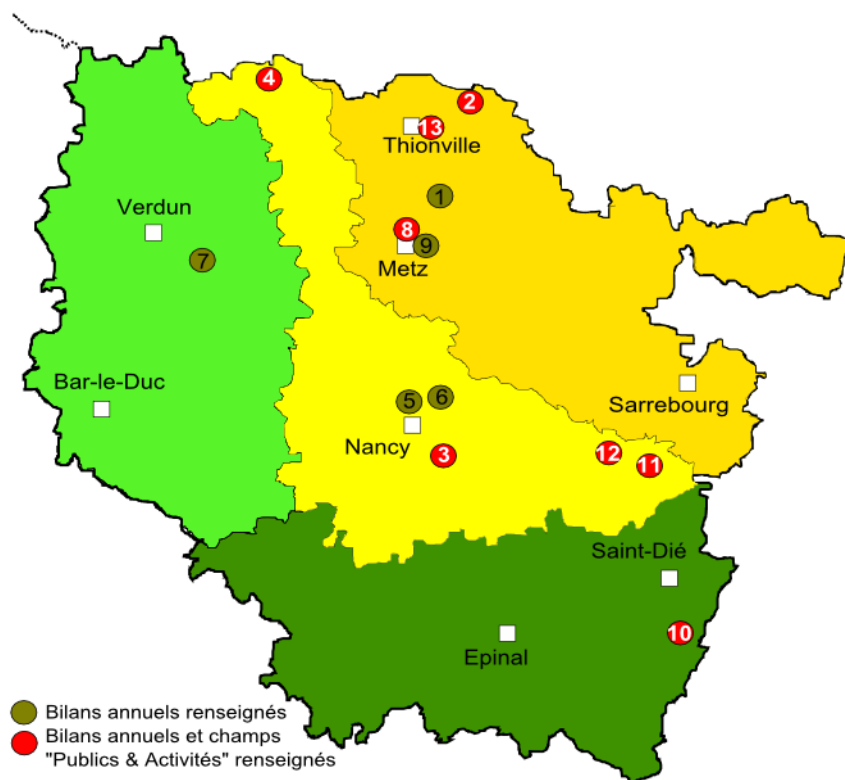 4
2
13
Thionville
1
Verdun
8
9
Metz
7
Bar-le-Duc
Sarrebourg
5
6
Nancy
3
12
11
Saint-Dié
10
Epinal
Bilans annuels renseignés
Bilans annuels et champs
"Publics & Activités" renseignés